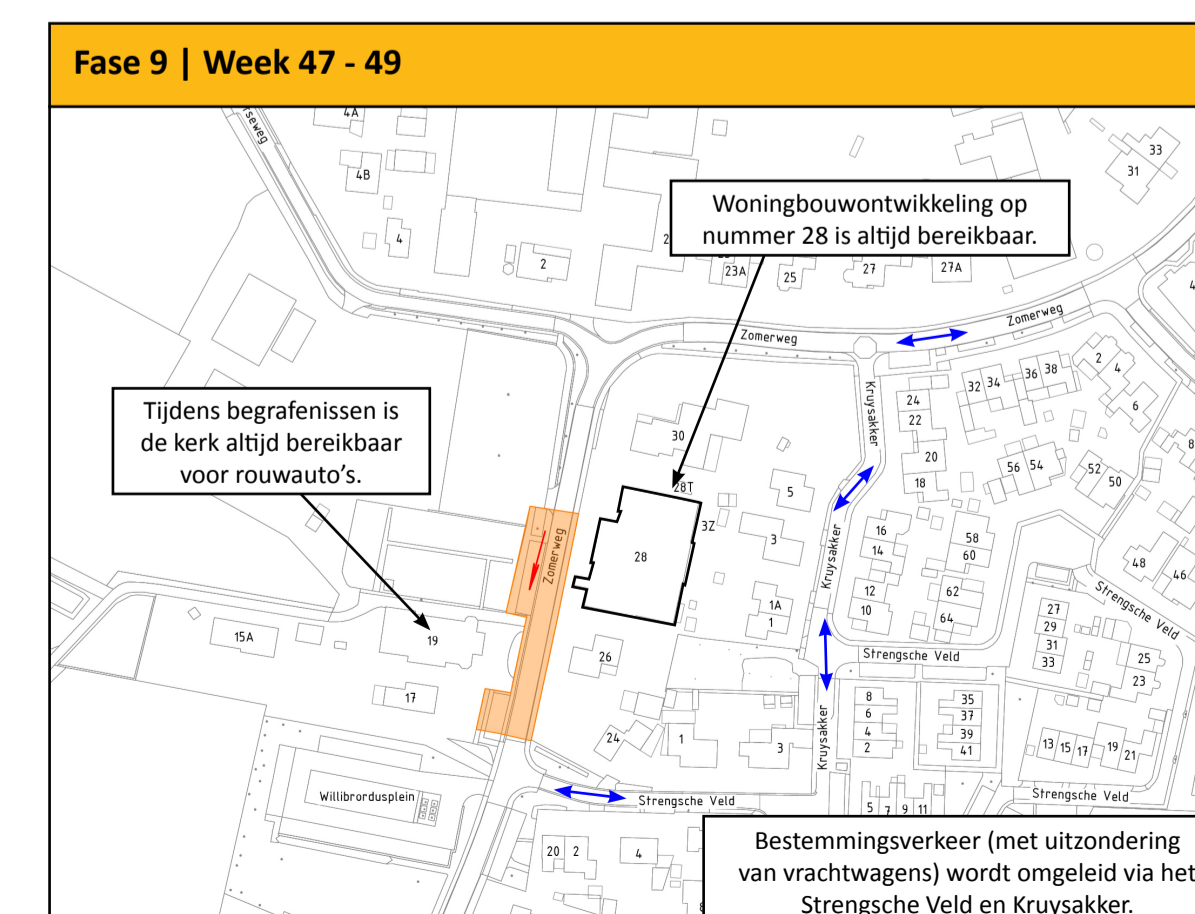 Fase 9 | Week 47 - 49
rseweg
4A
4B
4
2
33
31
Woningbouwontwikkeling op
nummer 28 is altijd bereikbaar.
23A
25
27
27A
Zomerweg
Zomerweg
Tijdens begrafenissen is
de kerk altijd bereikbaar
voor rouwauto's.
Kruysakker
24
22
20
18
32 34 36 38
2
4
6
8
30
28T
3Z
28
5
3
1A
1
56 54
52
50
Zomerweg
Kruysakker
16
14
12
10
58
60
62
64
48
46
Strengsche Veld
27
29
31
33
25
23
15A
19
17
26
24
1
3
Strengsche Veld
Kruysakker
8
6
4
2
35
37
39
41
13 15 17 19 21
Willibrordusplein
Strengsche Veld
Strengsche Veld
5 7 9 11
20 2
4
Bestemmingsverkeer (met uitzondering
van vrachtwagens) wordt omgeleid via het
Strengsche Veld en Kruysakker.